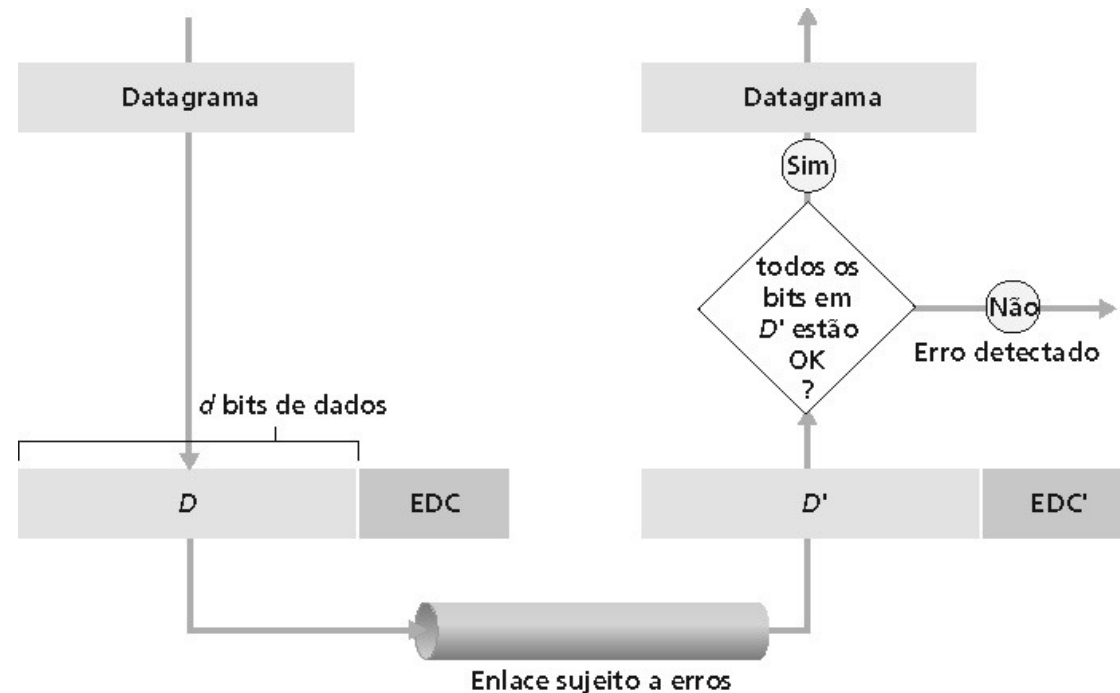 Datagrama
Datagrama
Sim
todos os
bits em
D' estão
OK
?
Não
Erro detectado
d bits de dados
D
EDC
D'
EDC'
Enlace sujeito a erros